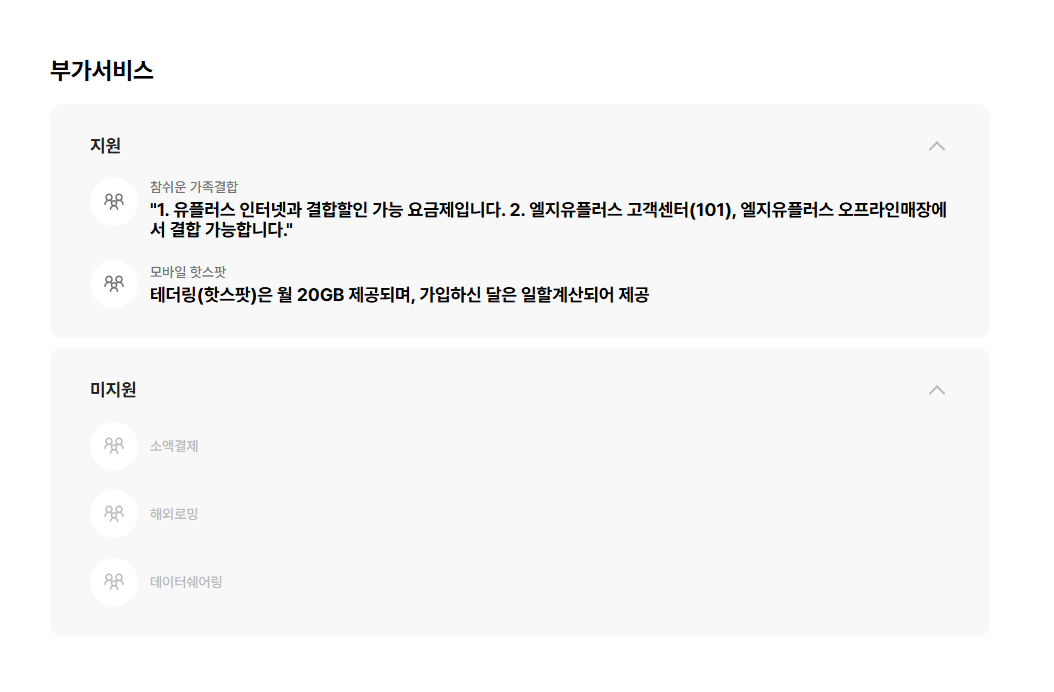 부가서비스
지원
참쉬운 가족결합
"1. 유플러스 인터넷과 결합할인 가능 요금제입니다. 2. 엘지유플러스 고객센터(101), 엘지유플러스 오프라인매장에
서 결합 가능합니다."
모바일 핫스팟
테더링(핫스팟)은 월 20GB 제공되며, 가입하신 달은 일할계산되어 제공
미지원
소액결제
해외로밍
데이터쉐어링